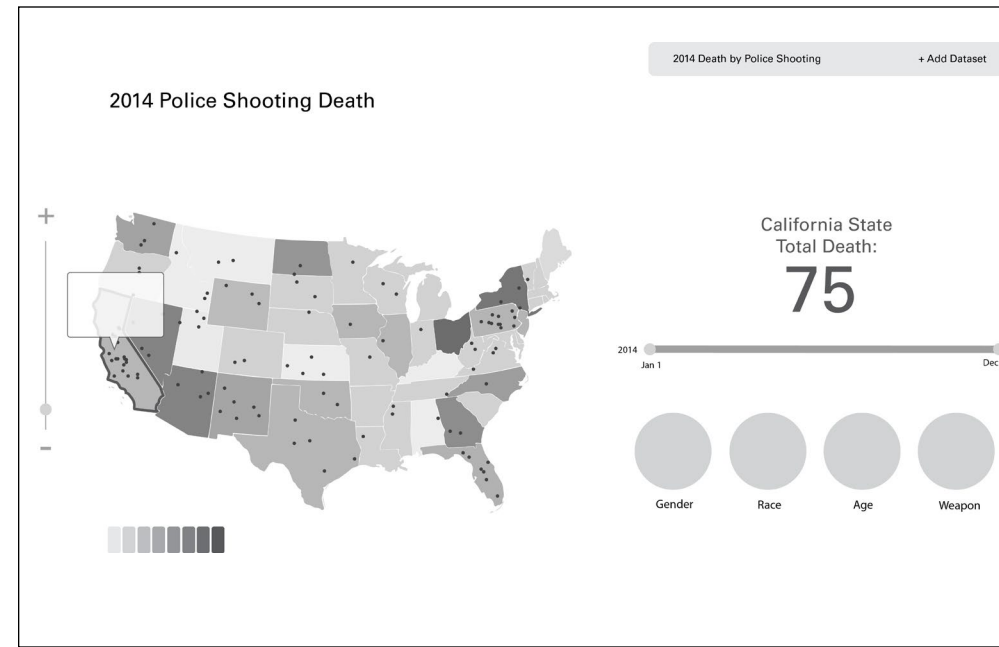 2014 Death by Police Shooting + Add Dataset
2014 Police Shooting Death
+
California State
Total Death:
75
2014
Jan 1 Dec
−
Gender Race Age Weapon